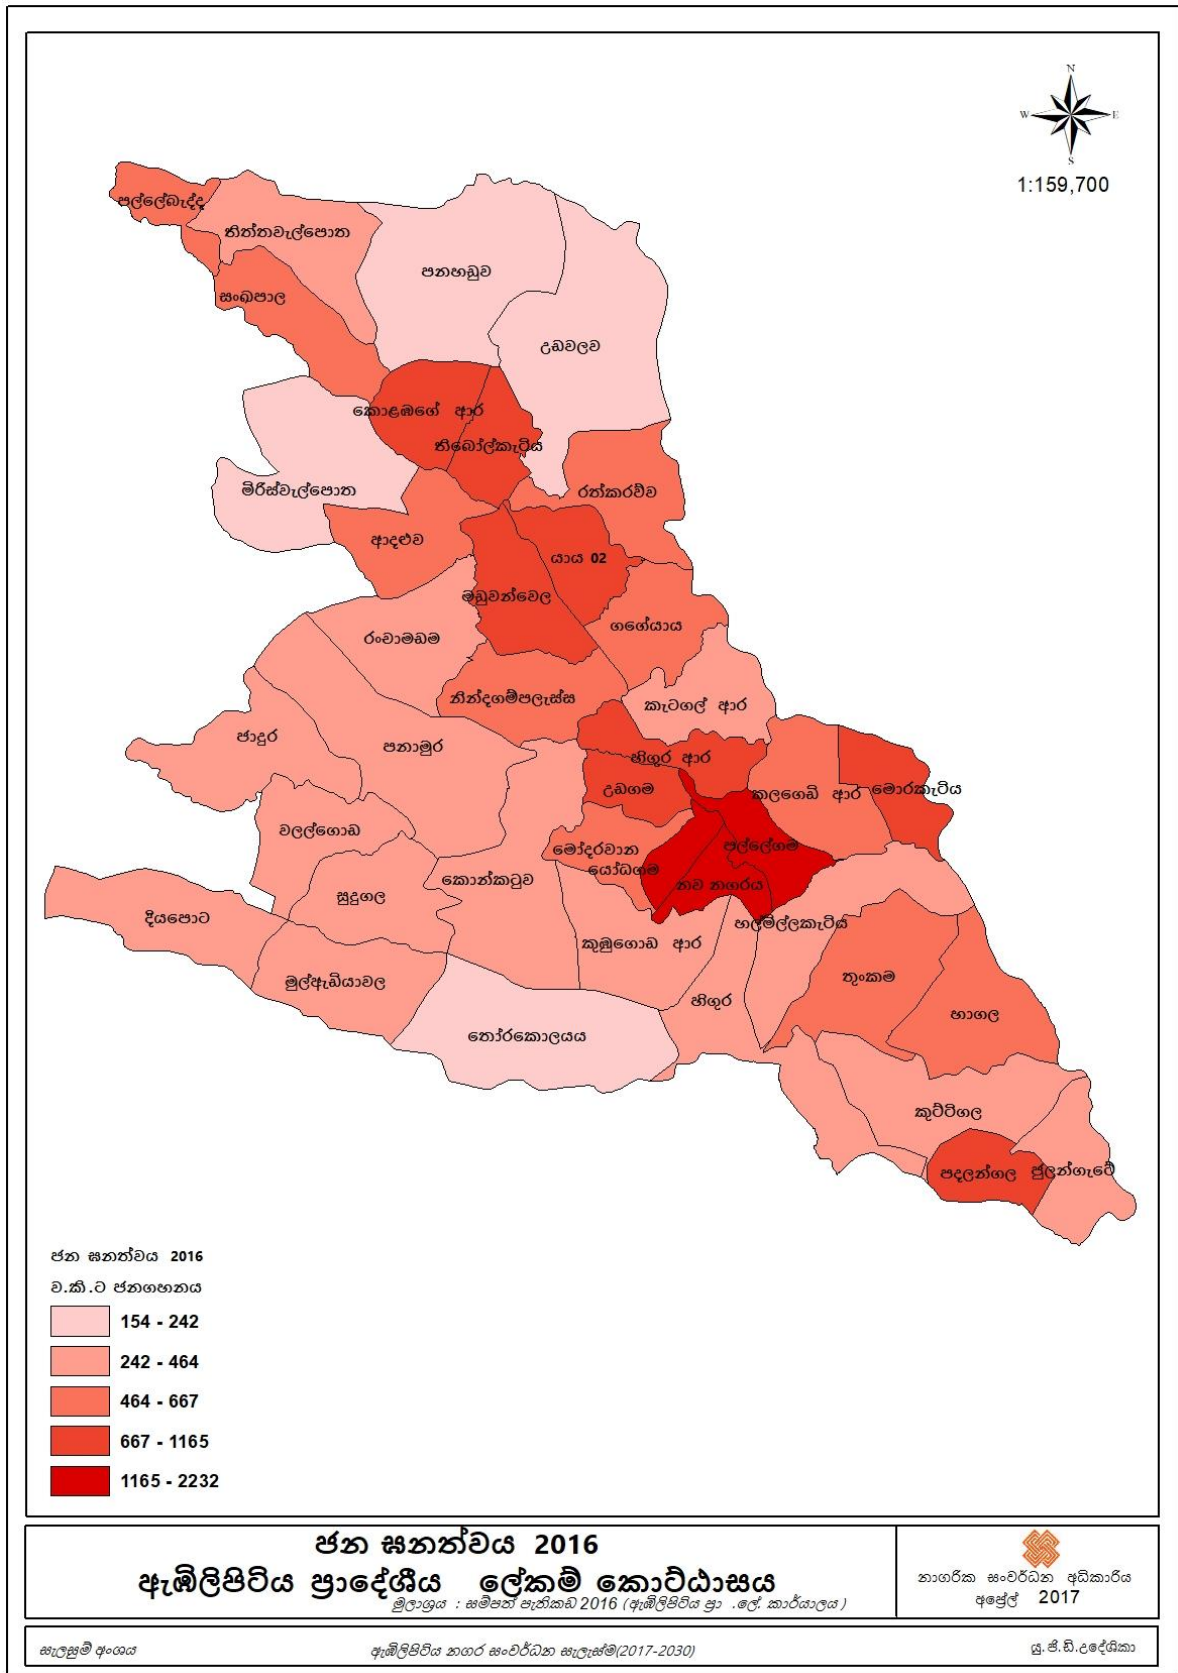 N
W
E
S
1:159,700
පල්ලේබැද්ද
තිත්තවැල්පොත
පනහඩුව
සංඛපාල
උඩවලව
කොළඹගේ ආර
තිබෝල්කැටිය
මිරිස්වැල්පොත
රත්කරව්ව
ආදළුව
යාය 02
මඩුවන්වෙල
ගගේයාය
රංචාමඩම
නින්දගම්පලැස්ස
කැටගල් ආර
ජාදුර
පනාමුර
හිගුර ආර
උඩගම
කලගෙඩි ආර
මොරකැටිය
වලල්ගොඩ
මෝදරවාන
පල්ලේගම
යෝධගම
කොන්කටුව
නව නගරය
සුදුගල
දියපොට
හල්මිල්ලකැටිය
කුඹුගොඩ ආර
තුංකම
මුල්ඇඩියාවල
හිගුර
හාගල
තෝරකොලයය
කුට්ටිගල
පදලන්ගල
ජුලන්ගැටේ
ජන ඝනත්වය 2016
ව.කි.ට ජනගහනය
154 - 242
242 - 464
464 - 667
667 - 1165
1165 - 2232
ජන ඝනත්වය 2016
ඇඹිලිපිටිය ප්‍රාදේශීය ලේකම් කොට්ඨාසය
මූලාශ්‍රය : සම්පත් පැතිකඩ 2016 (ඇඹිලිපිටිය ප්‍රා .ලේ. කාර්යාලය )
නාගරික සංවර්ධන අධිකාරිය
අප්‍රේල් 2017
සැලසුම් අංශය
ඇඹිලිපිටිය නගර සංවර්ධන සැලැස්ම(2017-2030)
යු.ජී.ඩි.උදේශිකා